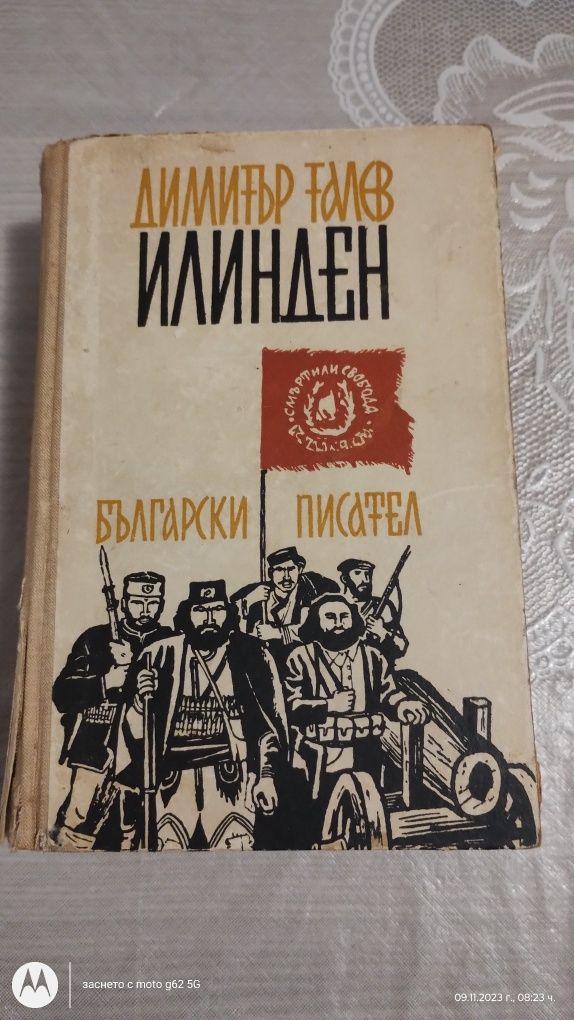 ДИМИТЪР ТАЛЕВ
ИЛИНДЕН
СМЪРТ ИЛИ СВОБОДА
БЪЛГАРСКИ ПИСАТЕЛ
заснето с moto g62 5G
09.11.2023 г., 08:23 ч.